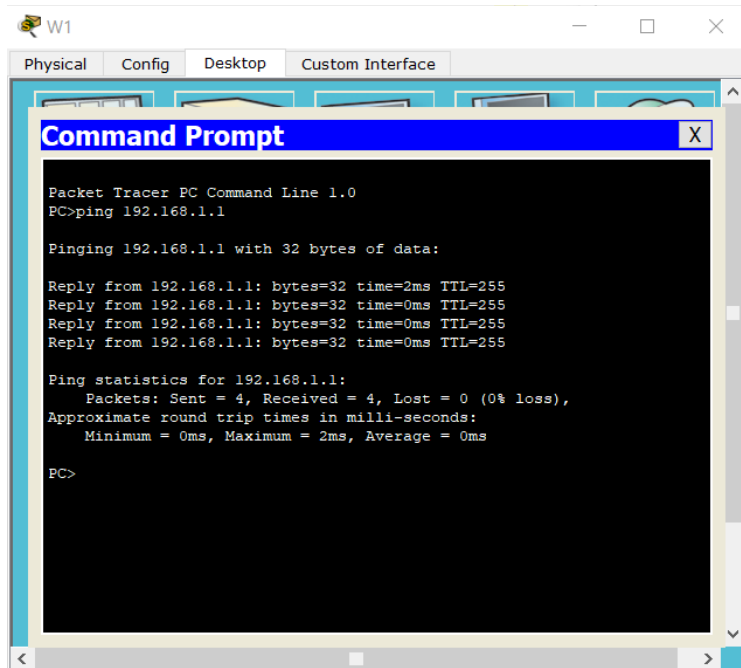 W1
Physical Config Desktop Custom Interface
Command Prompt X
Packet Tracer PC Command Line 1.0
PC>ping 192.168.1.1
Pinging 192.168.1.1 with 32 bytes of data:
Reply from 192.168.1.1: bytes=32 time=2ms TTL=255
Reply from 192.168.1.1: bytes=32 time=0ms TTL=255
Reply from 192.168.1.1: bytes=32 time=0ms TTL=255
Reply from 192.168.1.1: bytes=32 time=0ms TTL=255
Ping statistics for 192.168.1.1:
Packets: Sent = 4, Received = 4, Lost = 0 (0% loss),
Approximate round trip times in milli-seconds:
Minimum = 0ms, Maximum = 2ms, Average = 0ms
PC>